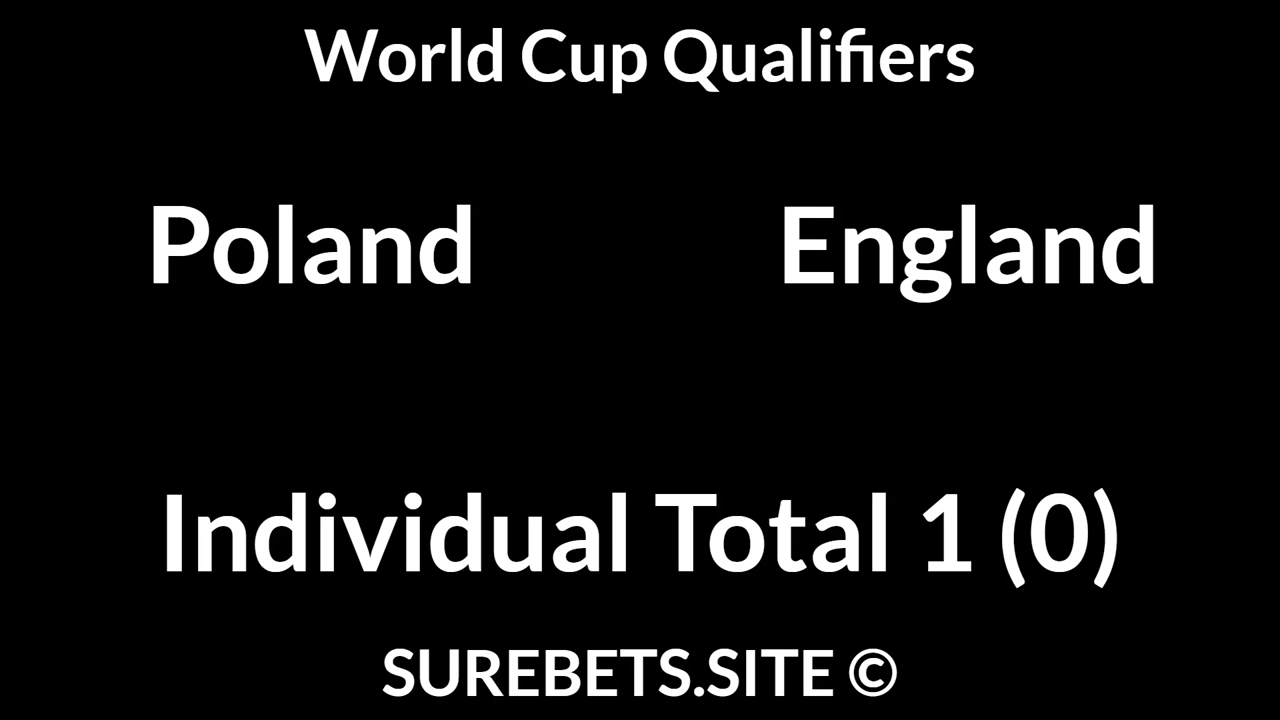 World Cup Qualifiers
Poland England
Individual Total 1 (0)
SUREBETS.SITE ©